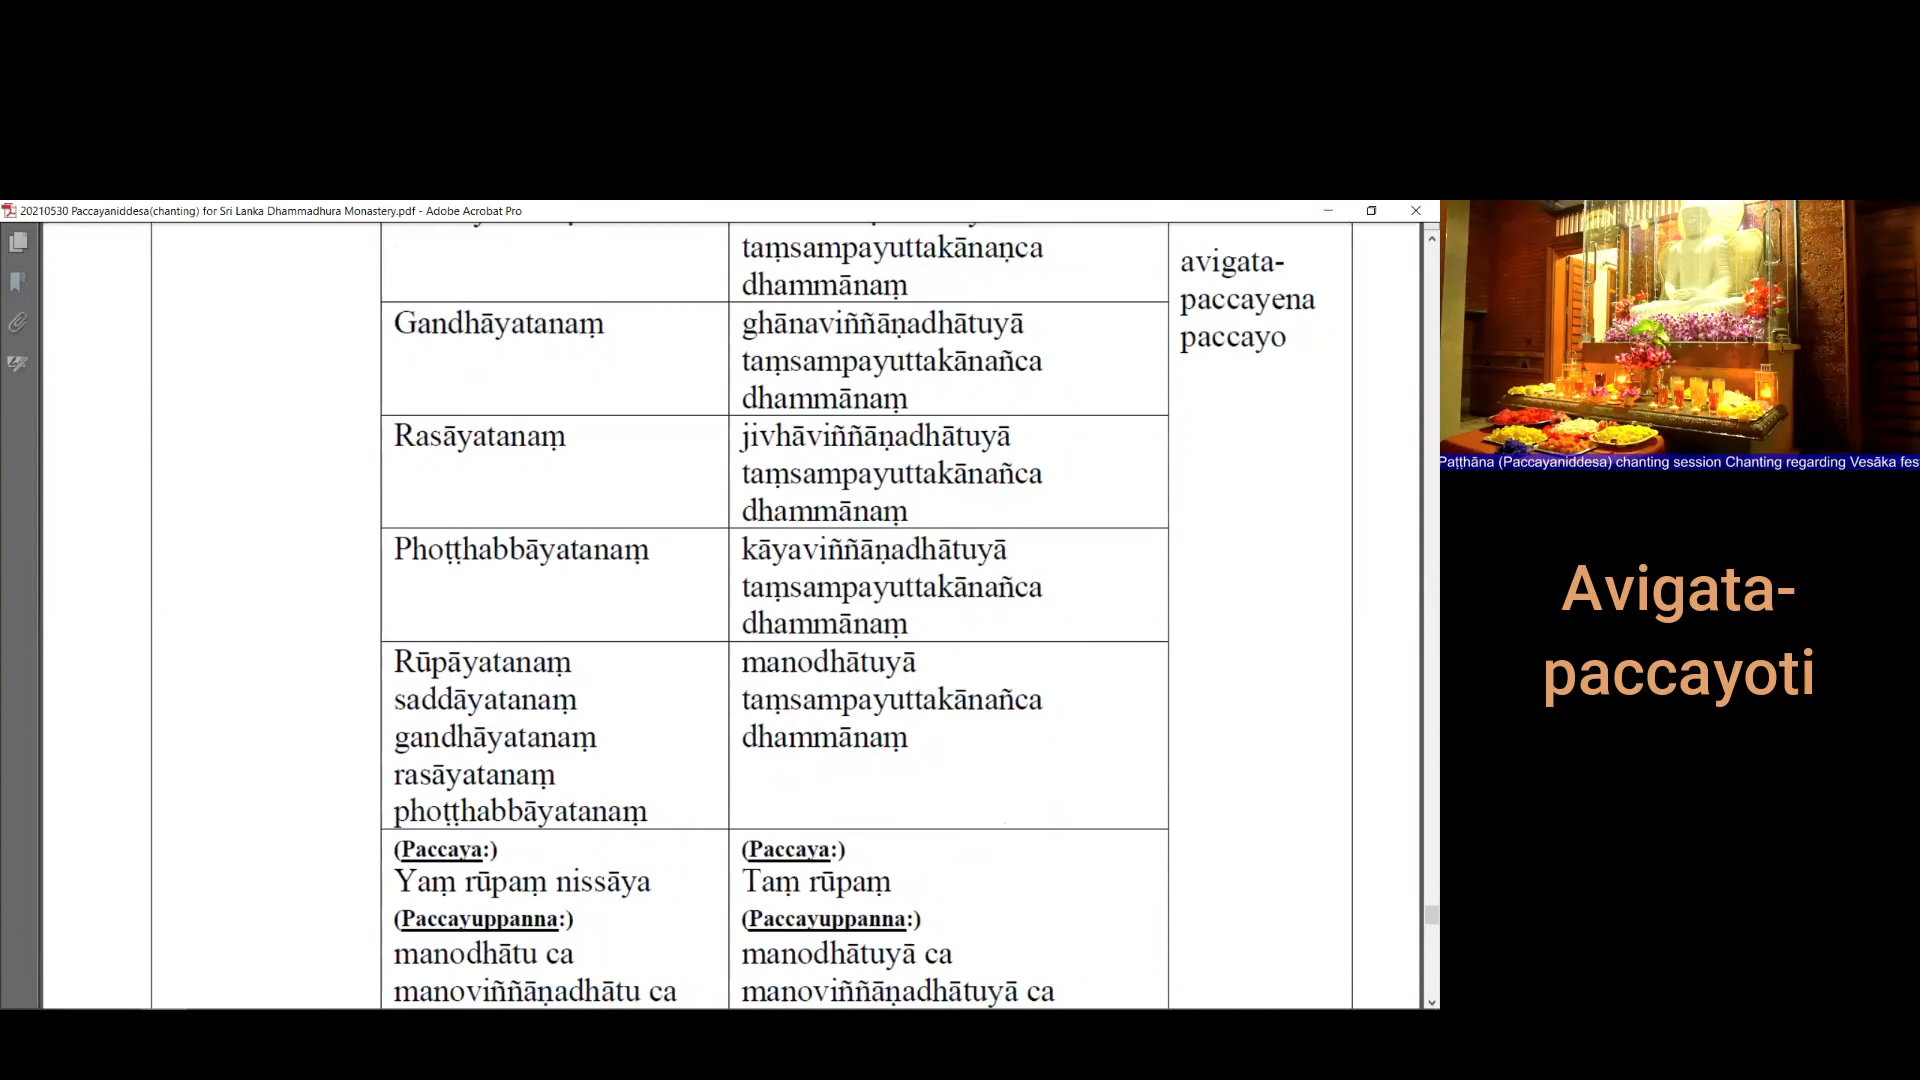 20210530 Paccayaniddesa(chanting) for Sri Lanka Dhammadhura Monastery.pdf - Adobe Acrobat Pro
taṃsampayuttakānaṇca
dhammānaṃ
avigata-
paccayena
paccayo
Gandhāyatanaṃ
ghānaviññāṇadhātuyā
taṃsampayuttakānañca
dhammānaṃ
Rasāyatanaṃ
jivhāviññāṇadhātuyā
taṃsampayuttakānañca
dhammānaṃ
Phoṭṭhabbāyatanaṃ
kāyaviññāṇadhātuyā
taṃsampayuttakānañca
dhammānaṃ
Rūpāyatanaṃ
saddāyatanaṃ
gandhāyatanaṃ
rasāyatanaṃ
phoṭṭhabbāyatanaṃ
manodhātuyā
taṃsampayuttakānañca
dhammānaṃ
(Paccaya:)
Yaṃ rūpaṃ nissāya
(Paccayuppanna:)
manodhātu ca
manoviññāṇadhātu ca
(Paccaya:)
Taṃ rūpaṃ
(Paccayuppanna:)
manodhātuyā ca
manoviññāṇadhātuyā ca
Paṭṭhāna (Paccayaniddesa) chanting session Chanting regarding Vesāka fes
Avigata-
paccayoti